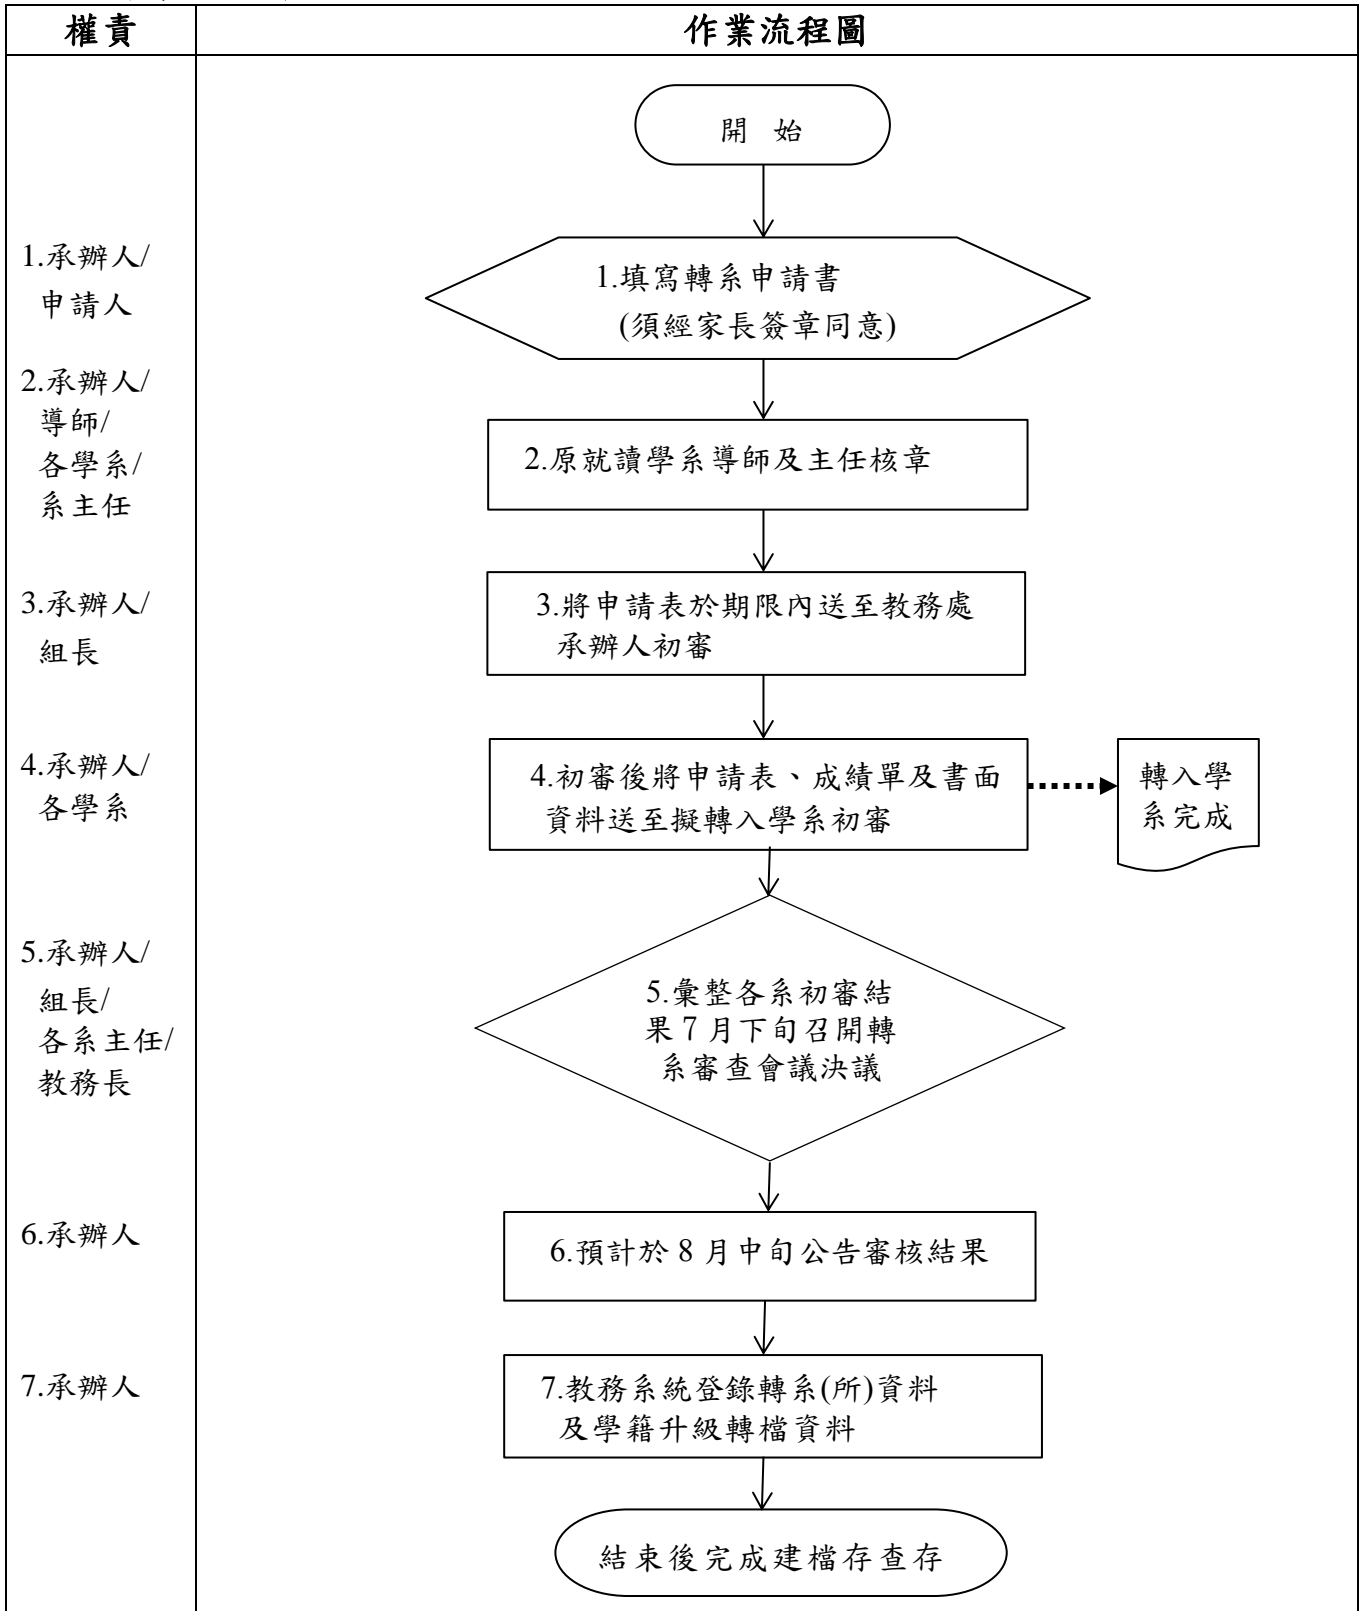 權責
作業流程圖
開 始
1.承辦人/
申請人
1.填寫轉系申請書
(須經家長簽章同意)
2.承辦人/
導師/
各學系/
系主任
2.原就讀學系導師及主任核章
3.承辦人/
組長
3.將申請表於期限內送至教務處
承辦人初審
4.承辦人/
各學系
4.初審後將申請表、成績單及書面
資料送至擬轉入學系初審
轉入學
系完成
5.承辦人/
組長/
各系主任/
教務長
5.彙整各系初審結
果 7 月下旬召開轉
系審查會議決議
6.承辦人
6.預計於 8 月中旬公告審核結果
7.承辦人
7.教務系統登錄轉系(所)資料
及學籍升級轉檔資料
結束後完成建檔存查存